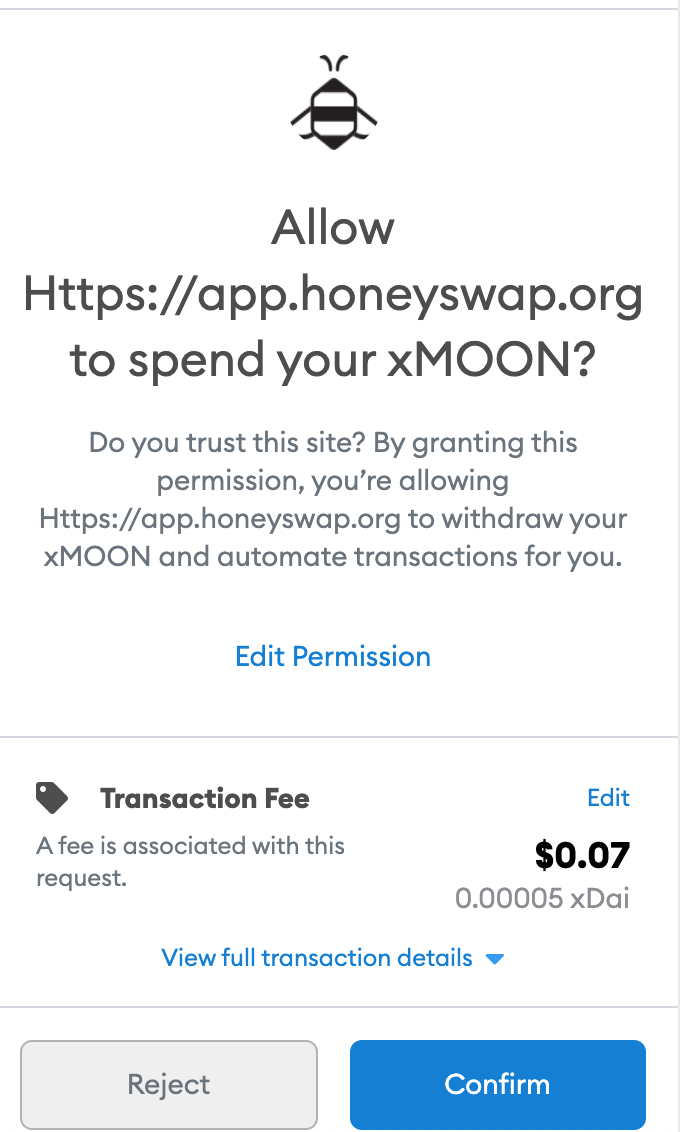 Allow
Https://app.honeyswap.org
to spend your xMOON?
Do you trust this site? By granting this
permission, you’re allowing
Https://app.honeyswap.org to withdraw your
xMOON and automate transactions for you.
Edit Permission
Transaction Fee
Edit
A fee is associated with this
request.
$0.07
0.00005 xDai
View full transaction details
Reject
Confirm